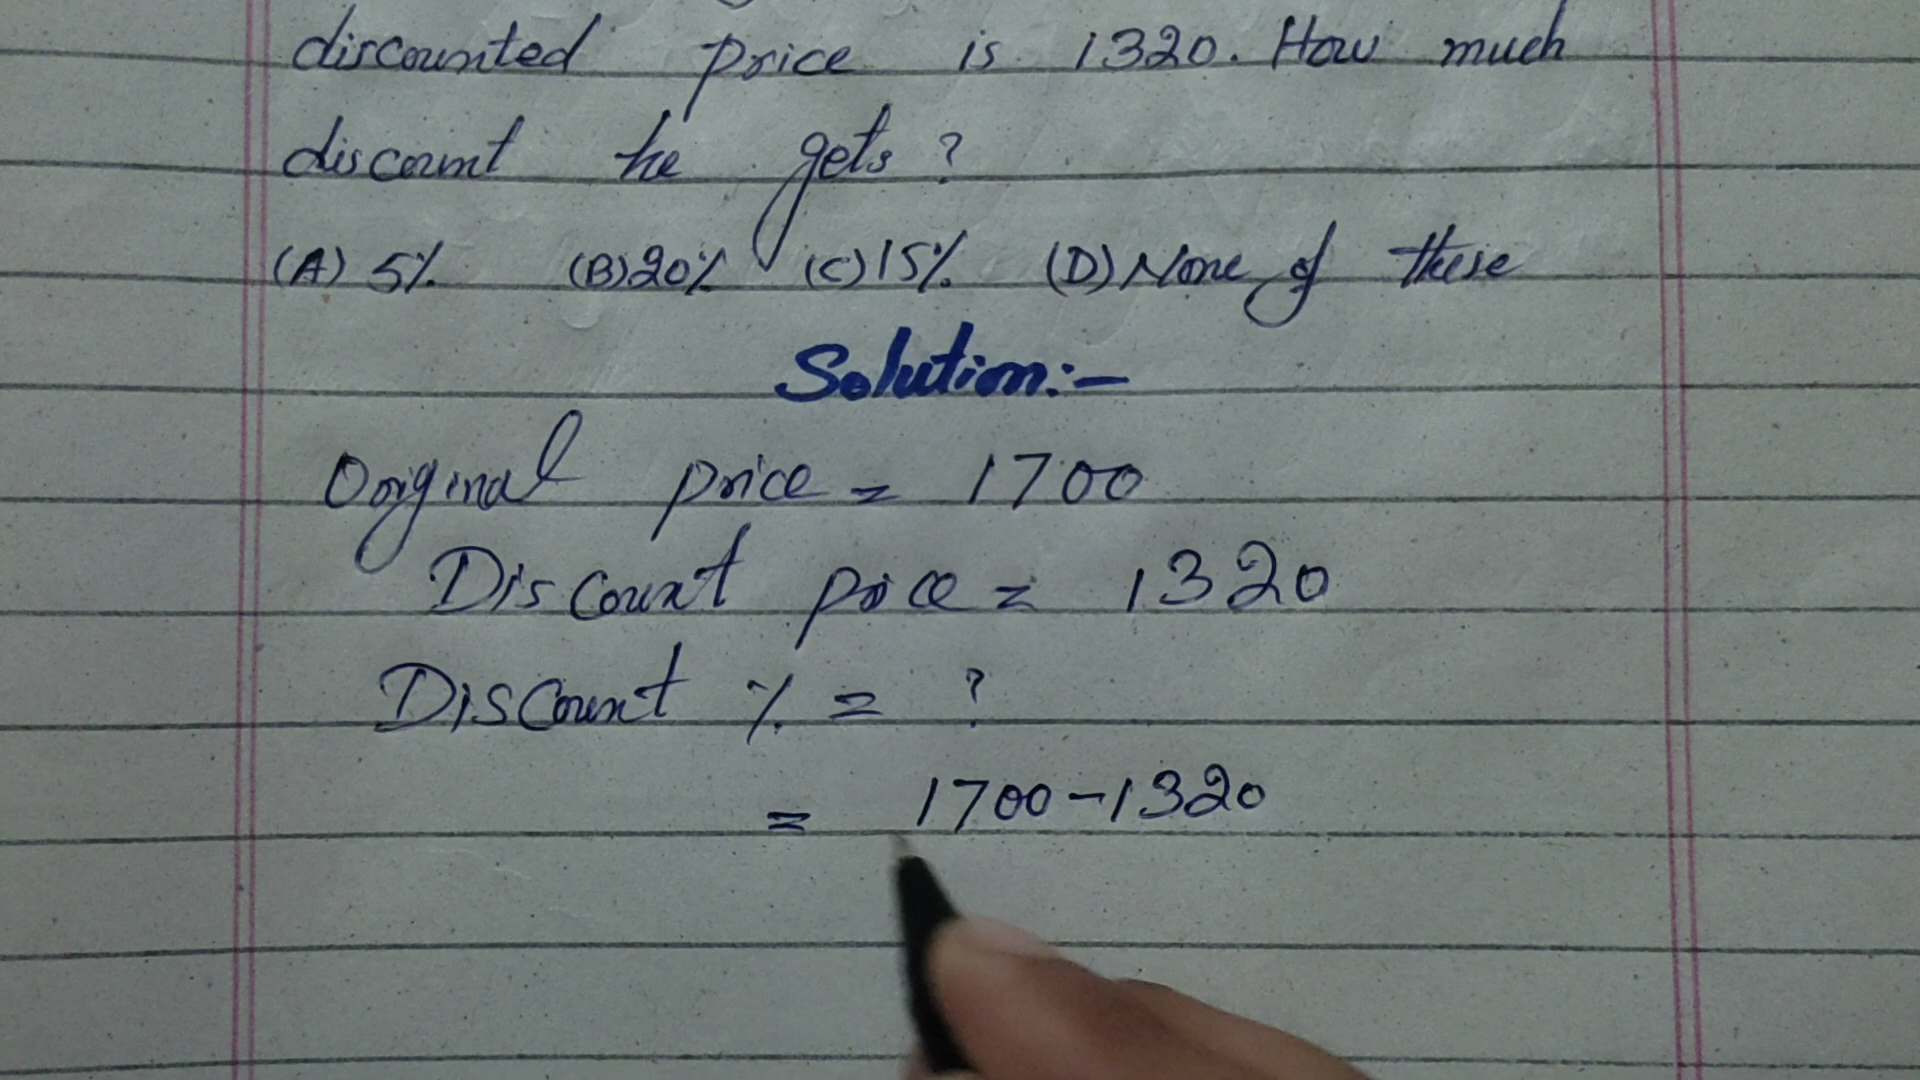 discounted price is 1320. How much
discount he gets?
(A) 5% (B) 20% (C) 15% (D) None of these
Solution:-
Original price = 1700
Discount price = 1320
Discount % = ?
= 1700-1320